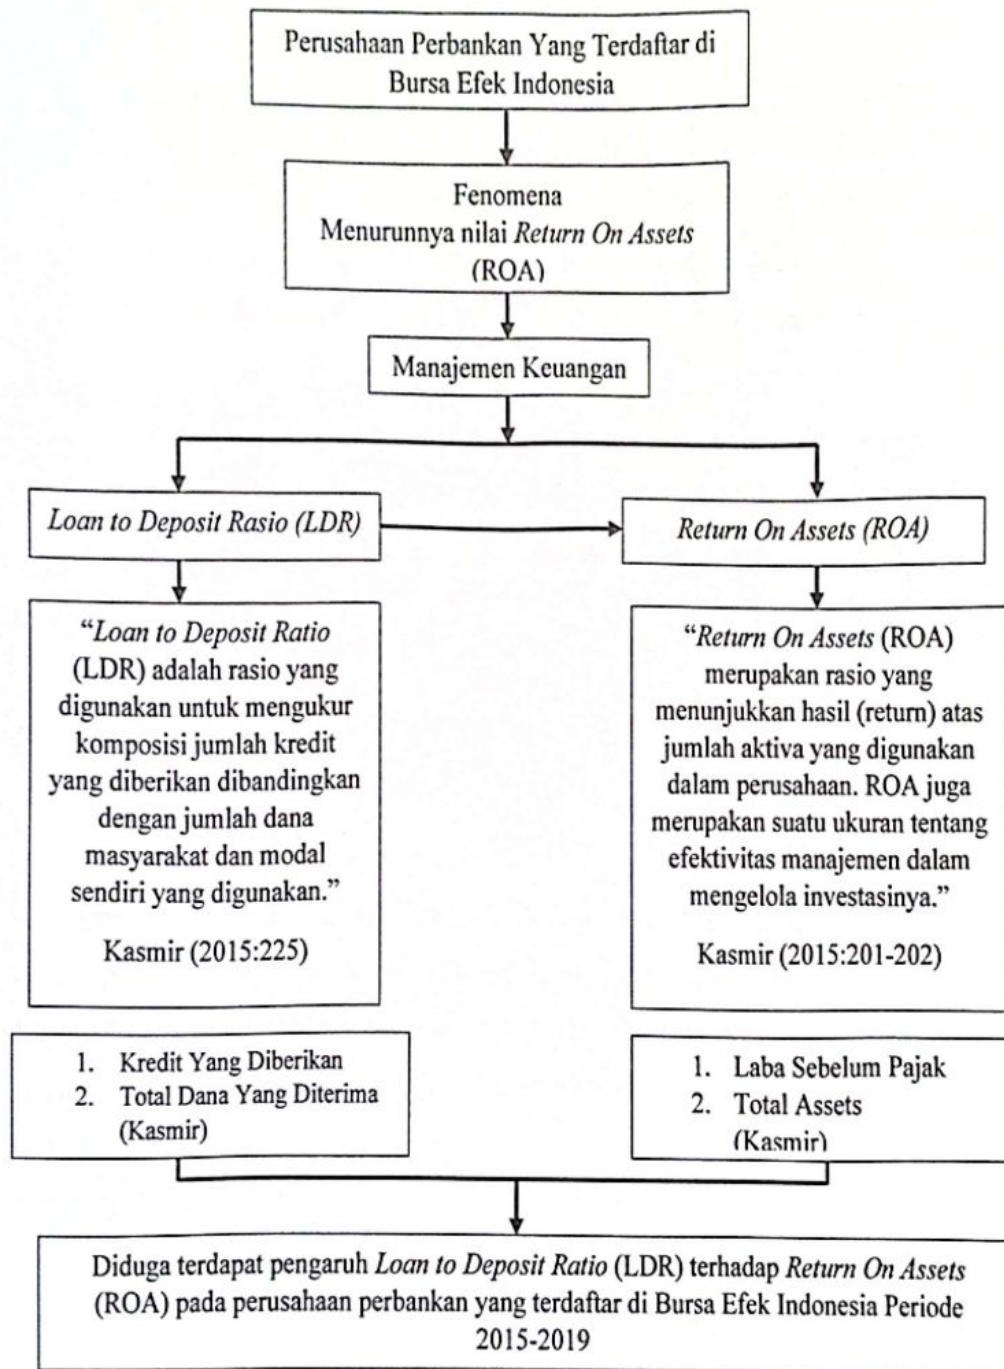 Perusahaan Perbankan Yang Terdaftar di
Bursa Efek Indonesia
Fenomena
Menurunnya nilai Return On Assets
(ROA)
Manajemen Keuangan
Loan to Deposit Rasio (LDR)
Return On Assets (ROA)
“Loan to Deposit Ratio
(LDR) adalah rasio yang
digunakan untuk mengukur
komposisi jumlah kredit
yang diberikan dibandingkan
dengan jumlah dana
masyarakat dan modal
sendiri yang digunakan.”
Kasmir (2015:225)
“Return On Assets (ROA)
merupakan rasio yang
menunjukkan hasil (return) atas
jumlah aktiva yang digunakan
dalam perusahaan. ROA juga
merupakan suatu ukuran tentang
efektivitas manajemen dalam
mengelola investasinya.”
Kasmir (2015:201-202)
1. Kredit Yang Diberikan
2. Total Dana Yang Diterima
(Kasmir)
1. Laba Sebelum Pajak
2. Total Assets
(Kasmir)
Diduga terdapat pengaruh Loan to Deposit Ratio (LDR) terhadap Return On Assets
(ROA) pada perusahaan perbankan yang terdaftar di Bursa Efek Indonesia Periode
2015-2019